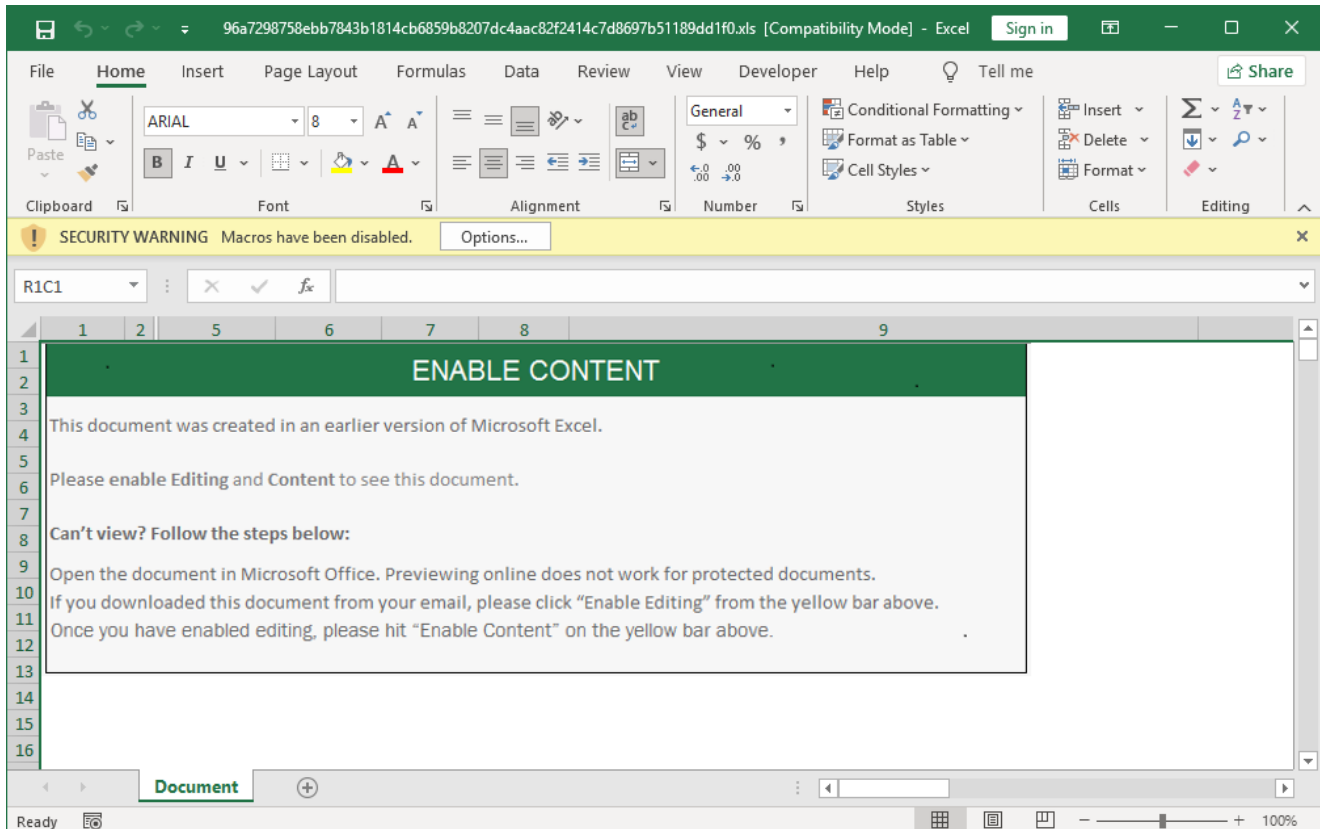 96a7298758ebb7843b1814cb6859b8207dc4aac82f2414c7d8697b51189dd1f0.xls [Compatibility Mode] - Excel Sign in
File Home Insert Page Layout Formulas Data Review View Developer Help Tell me Share
ARIAL 8 A A ab General Conditional Formatting Insert
Paste B I U A $ % , Format as Table Delete
Cell Styles Format
Clipboard Font Alignment Number Styles Cells Editing
SECURITY WARNING Macros have been disabled. Options...
R1C1 fx
1 2 5 6 7 8 9
1
2
3
4
5
6
7
8
9
10
11
12
13
14
15
16
ENABLE CONTENT
This document was created in an earlier version of Microsoft Excel.
Please enable Editing and Content to see this document.
Can't view? Follow the steps below:
Open the document in Microsoft Office. Previewing online does not work for protected documents.
If you downloaded this document from your email, please click “Enable Editing” from the yellow bar above.
Once you have enabled editing, please hit “Enable Content” on the yellow bar above.
Document
Ready 100%